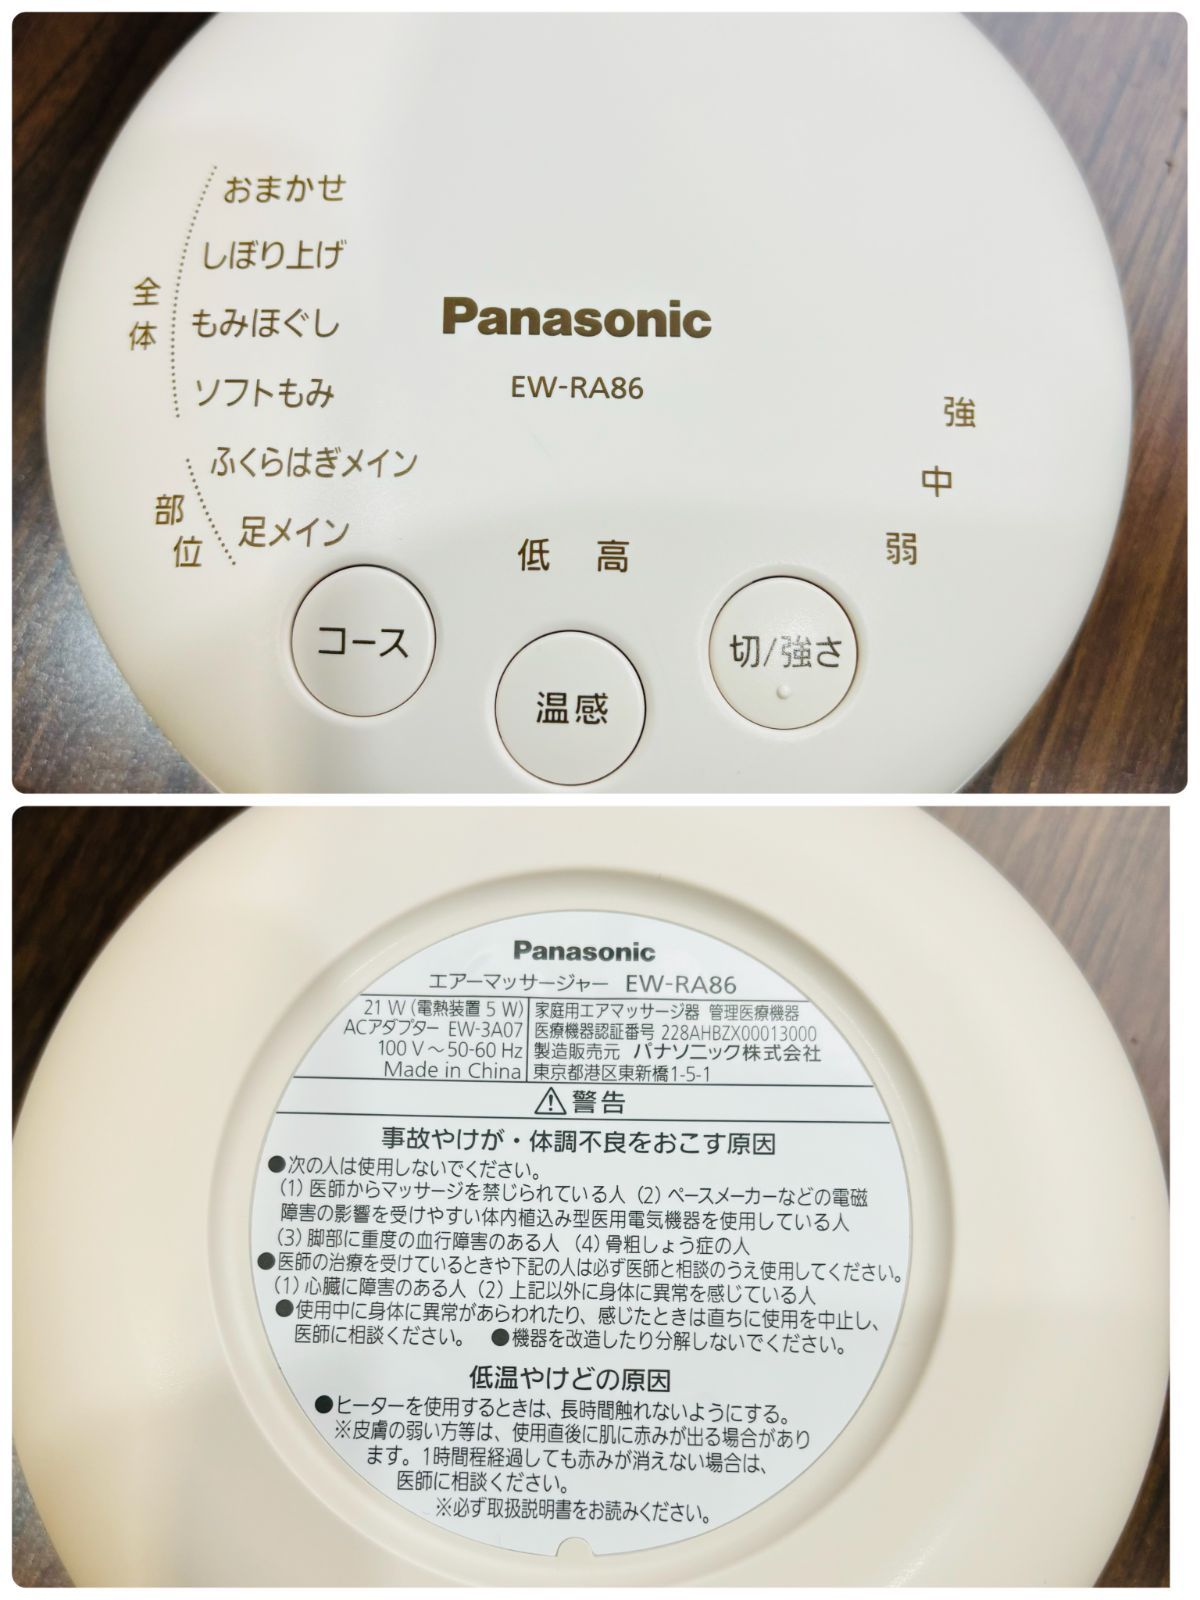 おまかせ
しぼり上げ
もみほぐし
ソフトもみ
全体
ふくらはぎメイン
足メイン
部位
Panasonic
EW-RA86
強
中
弱
低 高
コース
温感
切/強さ
Panasonic
エアーマッサージャー EW-RA86
21 W (電熱装置 5 W)
ACアダプター EW-3A07
100 V～50-60 Hz
Made in China
家庭用エアマッサージ器 管理医療機器
医療機器認証番号 228AHBZX00013000
製造販売元 パナソニック株式会社
東京都港区東新橋1-5-1
⚠警告
事故やけが・体調不良をおこす原因
●次の人は使用しないでください。
(1) 医師からマッサージを禁じられている人 (2) ペースメーカーなどの電磁
障害の影響を受けやすい体内植込み型医用電気機器を使用している人
(3) 脚部に重度の血行障害のある人 (4) 骨粗しょう症の人
●医師の治療を受けているときや下記の人は必ず医師と相談のうえ使用してください。
(1) 心臓に障害のある人 (2) 上記以外に身体に異常を感じている人
●使用中に身体に異常があらわれたり、感じたときは直ちに使用を中止し、
医師に相談ください。 ●機器を改造したり分解しないでください。
低温やけどの原因
●ヒーターを使用するときは、長時間触れないようにする。
※皮膚の弱い方等は、使用直後に肌に赤みが出る場合があり
ます。1時間程経過しても赤みが消えない場合は、
医師に相談ください。
※必ず取扱説明書をお読みください。